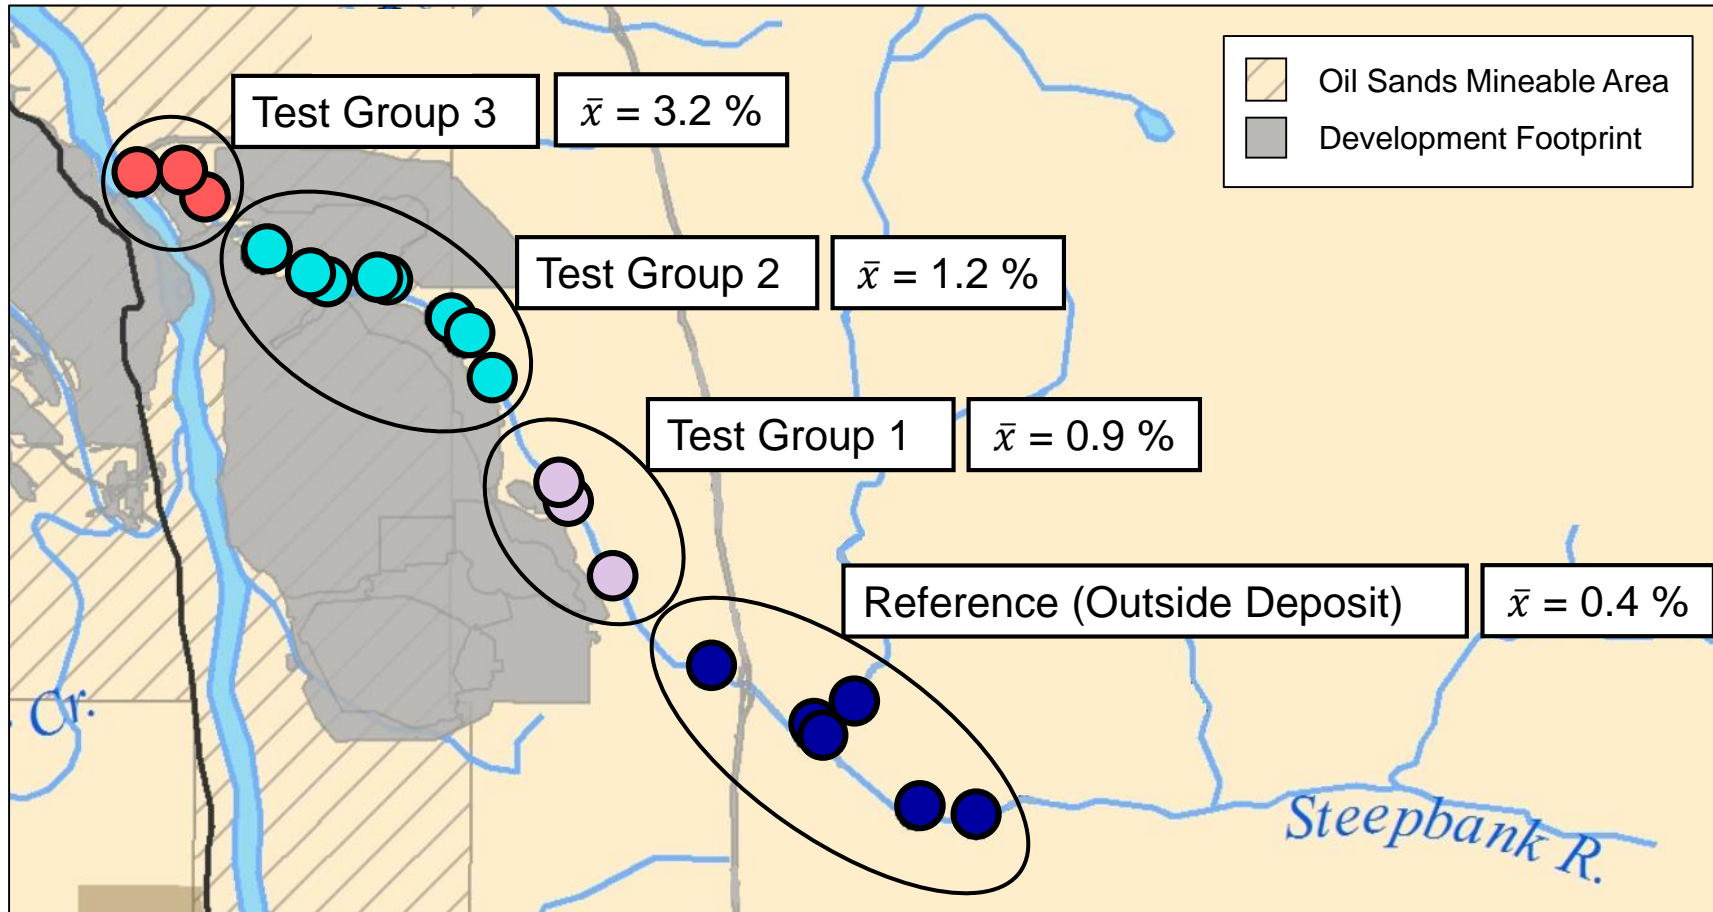 Oil Sands Mineable Area
Development Footprint
Test Group 3
x̄ = 3.2 %
Test Group 2
x̄ = 1.2 %
Test Group 1
x̄ = 0.9 %
Reference (Outside Deposit)
x̄ = 0.4 %
Cr.
Steepbank R.